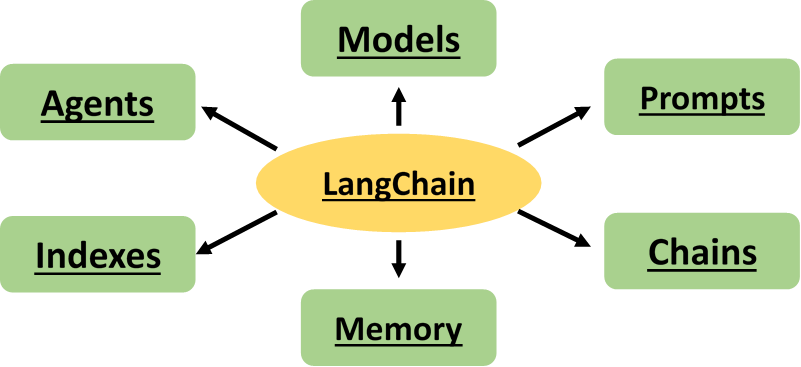 Models
Agents
Prompts
LangChain
Indexes
Chains
Memory